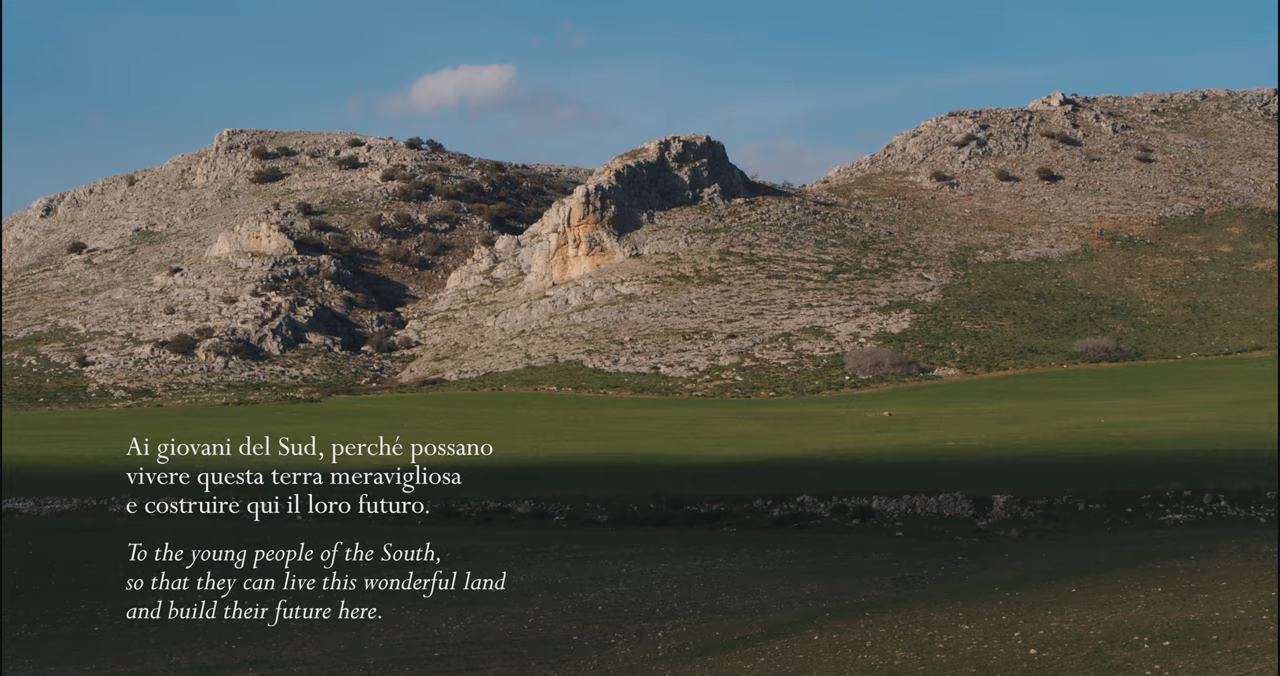 Ai giovani del Sud, perché possano
vivere questa terra meravigliosa
e costruire qui il loro futuro.
To the young people of the South,
so that they can live this wonderful land
and build their future here.